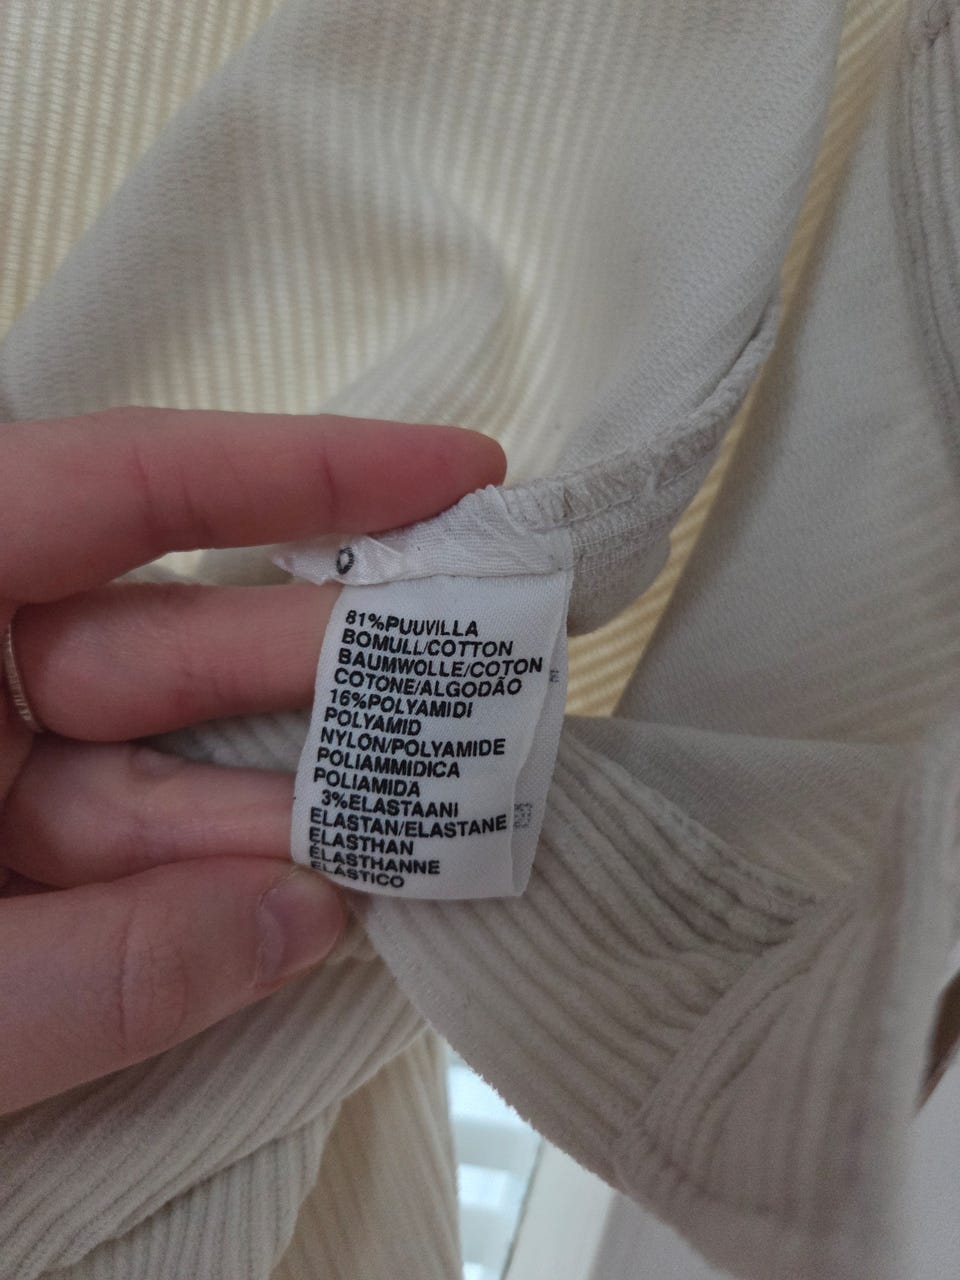 81%PUUVILLA
BOMULL/COTTON
BAUMWOLLE/COTON
COTONE/ALGODÃO
16%POLYAMIDI
POLYAMID
NYLON/POLYAMIDE
POLIAMMIDICA
POLIAMIDA
3%ELASTAANI
ELASTAN/ELASTANE
ELASTHAN
ÉLASTHANNE
ELÁSTICO